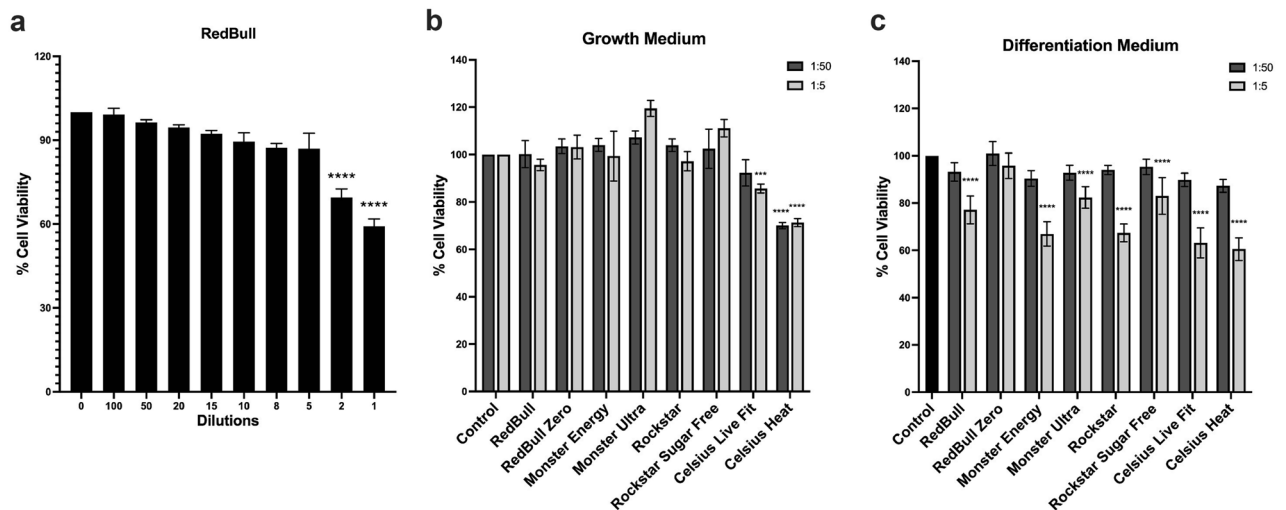 a
RedBull
% Cell Viability
120
90
60
30
0
****
****
0 100 50 20 15 10 8 5 2 1
Dilutions
b
Growth Medium
1:50
1:5
% Cell Viability
140
120
100
80
60
40
20
0
***
**** ****
Control
RedBull
RedBull Zero
Monster Energy
Monster Ultra
Rockstar
Rockstar Sugar Free
Celsius Live Fit
Celsius Heat
c
Differentiation Medium
1:50
1:5
% Cell Viability
140
120
100
80
60
40
20
0
****
****
****
****
****
****
****
Control
RedBull
RedBull Zero
Monster Energy
Monster Ultra
Rockstar
Rockstar Sugar Free
Celsius Live Fit
Celsius Heat